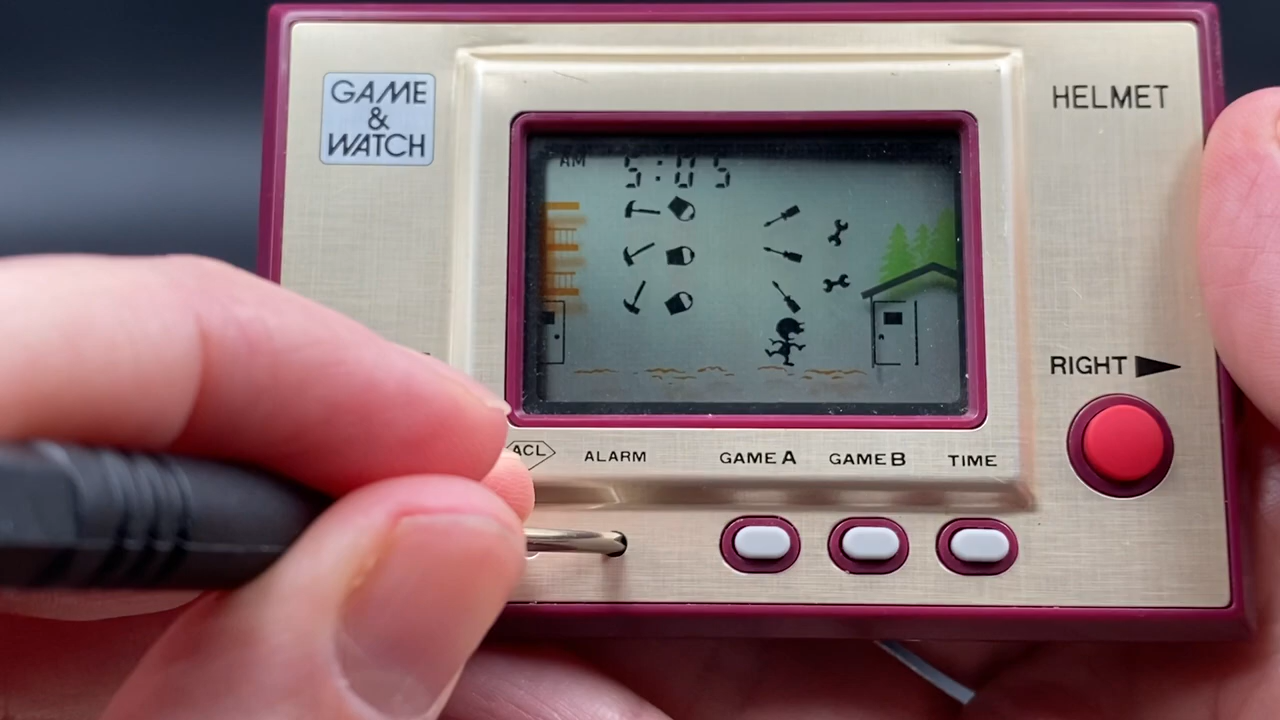 GAME
&
WATCH
HELMET
AM 5:05
RIGHT
ACL
ALARM
GAME A
GAME B
TIME